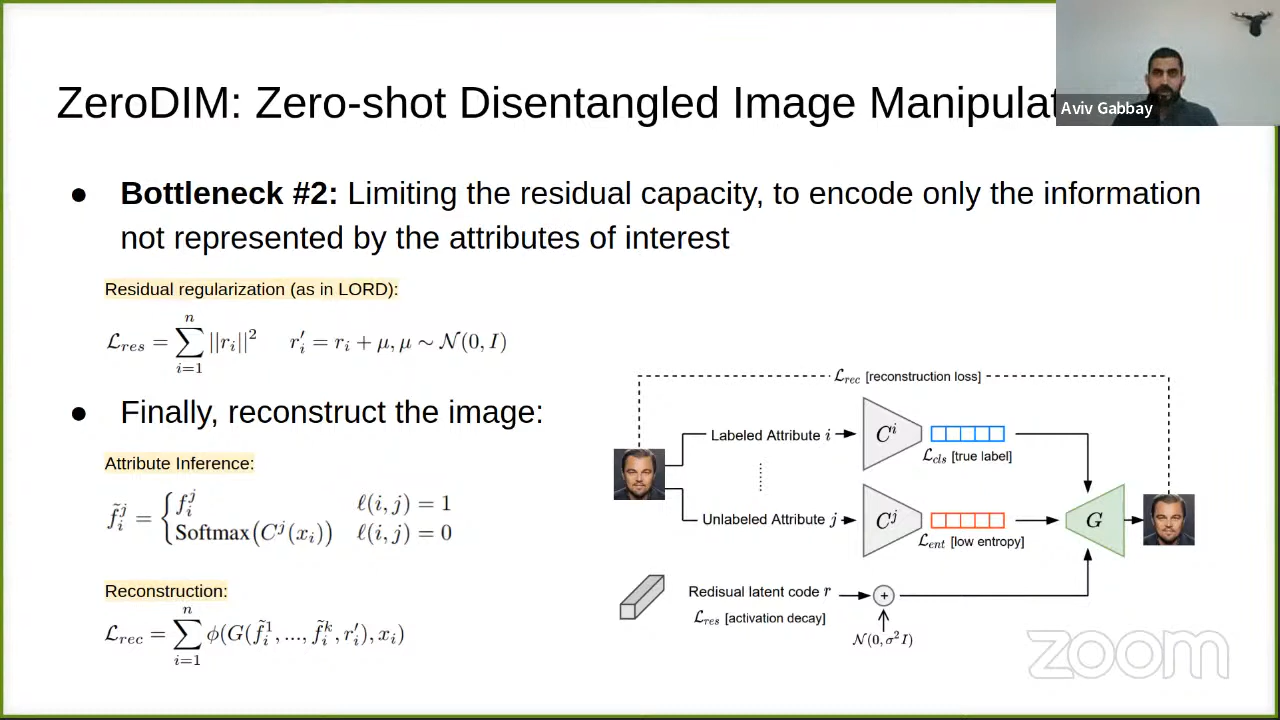 ZeroDIM: Zero-shot Disentangled Image Manipulat
Aviv Gabbay
● Bottleneck #2: Limiting the residual capacity, to encode only the information
not represented by the attributes of interest
Residual regularization (as in LORD):
ℒ_res = ∑_{i=1}^{n} ||r_i||² r'_i = r_i + μ, μ ∼ 𝒩(0, I)
● Finally, reconstruct the image:
Attribute Inference:
f̃_i^j = { f_i^j ℓ(i, j) = 1
Softmax(C^j(x_i)) ℓ(i, j) = 0
Reconstruction:
ℒ_rec = ∑_{i=1}^{n} ϕ(G(f̃_i^1, ..., f̃_i^k, r'_i), x_i)
ℒ_rec [reconstruction loss]
Labeled Attribute i
C^i
ℒ_cls [true label]
Unlabeled Attribute j
C^j
ℒ_ent [low entropy]
G
Redisual latent code r
+
ℒ_res [activation decay]
𝒩(0, σ²I)
zoom